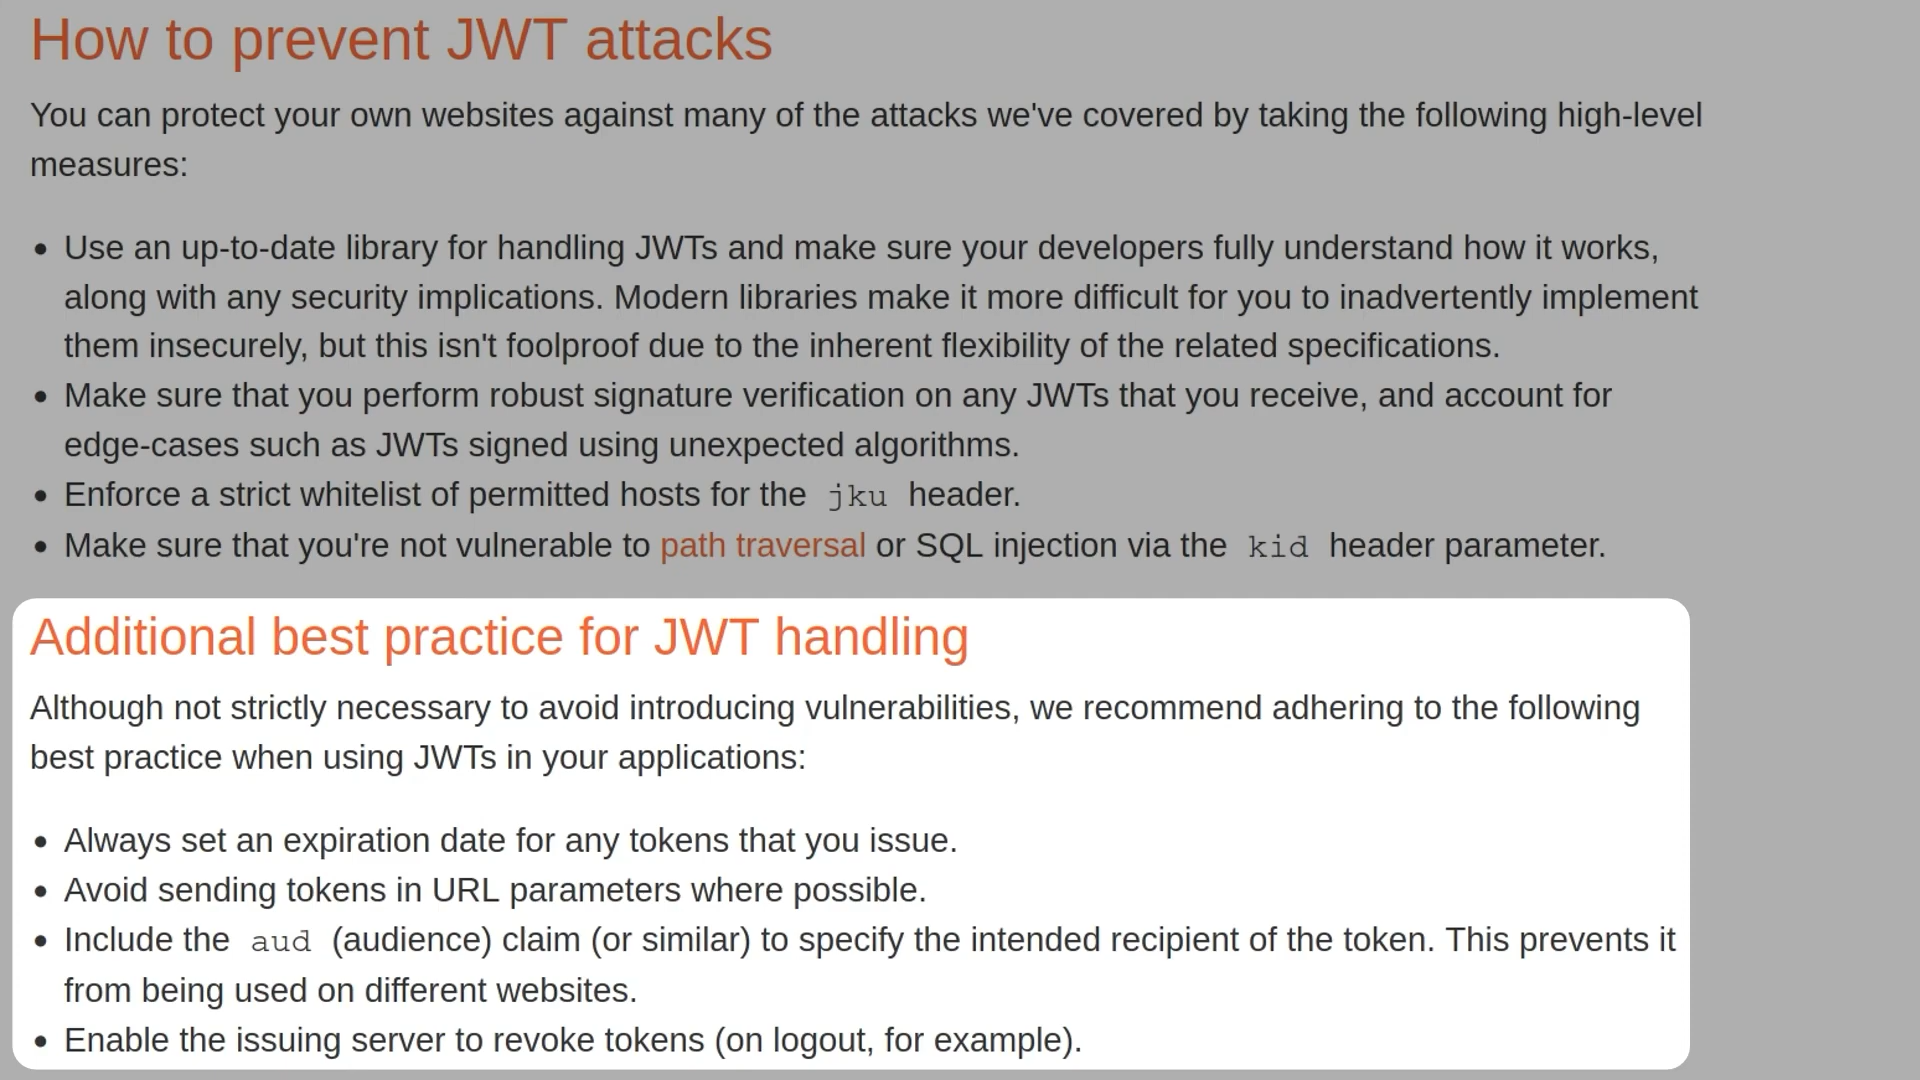 How to prevent JWT attacks
You can protect your own websites against many of the attacks we've covered by taking the following high-level
measures:
• Use an up-to-date library for handling JWTs and make sure your developers fully understand how it works,
along with any security implications. Modern libraries make it more difficult for you to inadvertently implement
them insecurely, but this isn't foolproof due to the inherent flexibility of the related specifications.
• Make sure that you perform robust signature verification on any JWTs that you receive, and account for
edge-cases such as JWTs signed using unexpected algorithms.
• Enforce a strict whitelist of permitted hosts for the jku header.
• Make sure that you're not vulnerable to path traversal or SQL injection via the kid header parameter.
Additional best practice for JWT handling
Although not strictly necessary to avoid introducing vulnerabilities, we recommend adhering to the following
best practice when using JWTs in your applications:
• Always set an expiration date for any tokens that you issue.
• Avoid sending tokens in URL parameters where possible.
• Include the aud (audience) claim (or similar) to specify the intended recipient of the token. This prevents it
from being used on different websites.
• Enable the issuing server to revoke tokens (on logout, for example).